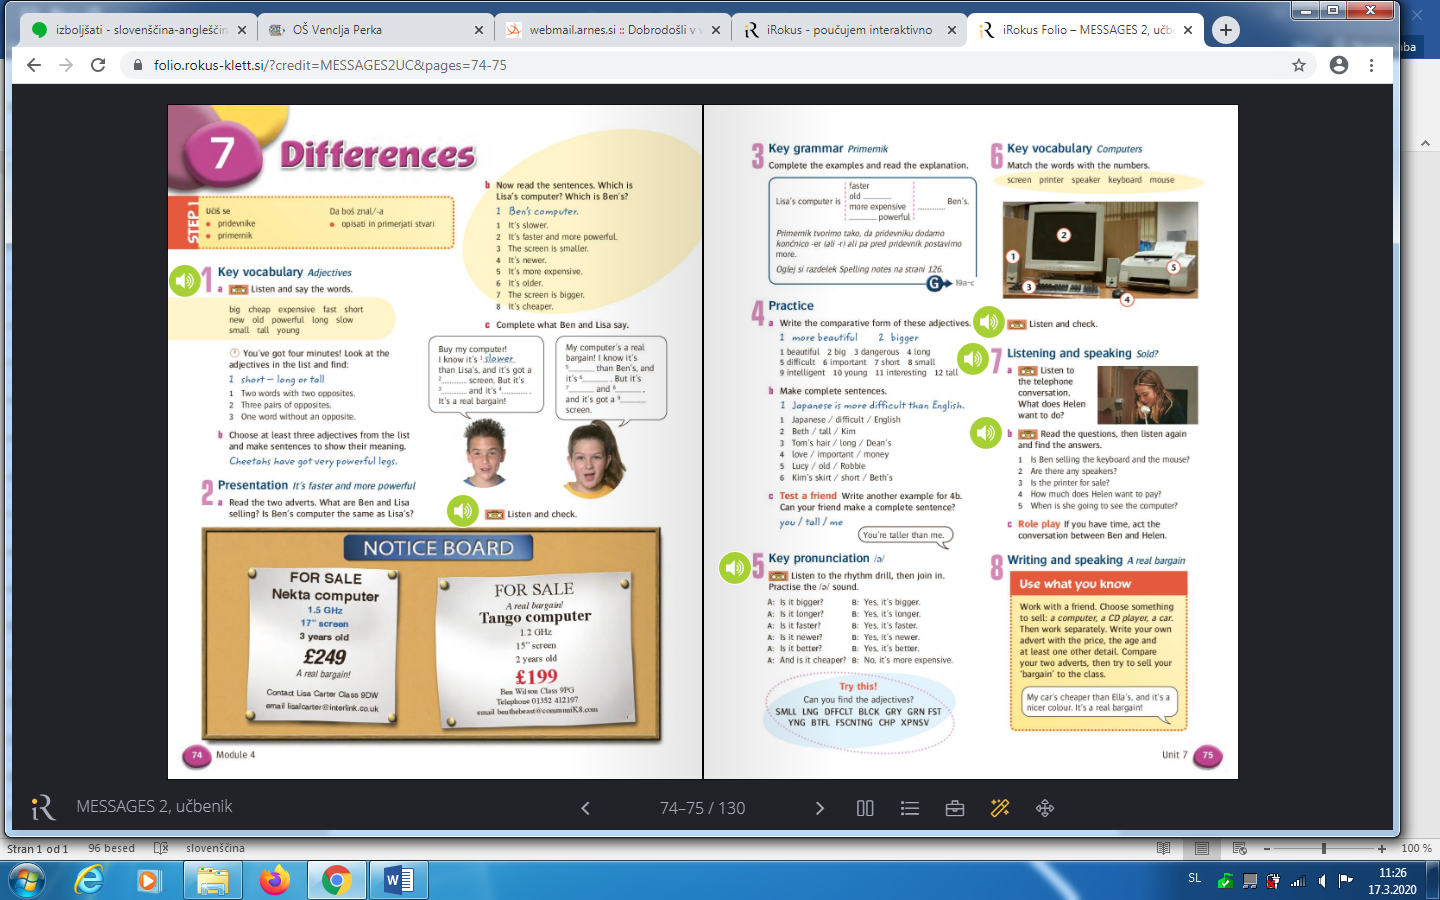 izboljšati - slovenščina-angleščin
OŠ Venclja Perka
webmail.arnes.si :: Dobrodošli v
iRokus - poučujem interaktivno
iRokus Folio – MESSAGES 2, učb
folio.rokus-klett.si/?credit=MESSAGES2UC&pages=74-75
7
Differences
STEP 1
Učiš se
pridevnike
primernik
Da boš znal/-a
opisati in primerjati stvari
1 Key vocabulary Adjectives
a Listen and say the words.
big cheap expensive fast short
new old powerful long slow
small tall young
You've got four minutes! Look at the
adjectives in the list and find:
1 short – long or tall
1 Two words with two opposites.
2 Three pairs of opposites.
3 One word without an opposite.
b Choose at least three adjectives from the list
and make sentences to show their meaning.
Cheetahs have got very powerful legs.
2 Presentation It's faster and more powerful
a Read the two adverts. What are Ben and Lisa
selling? Is Ben's computer the same as Lisa's?
b Now read the sentences. Which is
Lisa's computer? Which is Ben's?
1 Ben's computer.
1 It's slower.
2 It's faster and more powerful.
3 The screen is smaller.
4 It's newer.
5 It's more expensive.
6 It's older.
7 The screen is bigger.
8 It's cheaper.
c Complete what Ben and Lisa say.
Buy my computer!
I know it's 1 slower
than Lisa's, and it's got a
2________ screen. But it's
3________ and it's 4________.
It's a real bargain!
My computer's a real
bargain! I know it's
5________ than Ben's, and
it's 6________. But it's
7________ and 8________,
and it's got a 9________
screen.
Listen and check.
NOTICE BOARD
FOR SALE
Nekta computer
1.5 GHz
17" screen
3 years old
£249
A real bargain!
Contact Lisa Carter Class 9DW
email lisalcarter@interlink.co.uk
FOR SALE
A real bargain!
Tango computer
1.2 GHz
15" screen
2 years old
£199
Ben Wilson Class 9PG
Telephone 01352 412197
email benthebeast@communiK8.com
74 Module 4
3 Key grammar Primernik
Complete the examples and read the explanation.
faster
old ________
Lisa's computer is more expensive ________ Ben's.
________ powerful
Primernik tvorimo tako, da pridevniku dodamo
končnico -er (ali -r) ali pa pred pridevnik postavimo
more.
Oglej si razdelek Spelling notes na strani 126.
G 19a-c
4 Practice
a Write the comparative form of these adjectives.
1 more beautiful 2 bigger
1 beautiful 2 big 3 dangerous 4 long
5 difficult 6 important 7 short 8 small
9 intelligent 10 young 11 interesting 12 tall
b Make complete sentences.
1 Japanese is more difficult than English.
1 Japanese / difficult / English
2 Beth / tall / Kim
3 Tom's hair / long / Dean's
4 love / important / money
5 Lucy / old / Robbie
6 Kim's skirt / short / Beth's
c Test a friend Write another example for 4b.
Can your friend make a complete sentence?
you / tall / me
You're taller than me.
5 Key pronunciation /ə/
Listen to the rhythm drill, then join in.
Practise the /ə/ sound.
A: Is it bigger? B: Yes, it's bigger.
A: Is it longer? B: Yes, it's longer.
A: Is it faster? B: Yes, it's faster.
A: Is it newer? B: Yes, it's newer.
A: Is it better? B: Yes, it's better.
A: And is it cheaper? B: No, it's more expensive.
Try this!
Can you find the adjectives?
SMLL LNG DFFCLT BLCK GRY GRN FST
YNG BTFL FSCNTNG CHP XPNSV
6 Key vocabulary Computers
Match the words with the numbers.
screen printer speaker keyboard mouse
1
2
3
4
5
Listen and check.
7 Listening and speaking Sold?
a Listen to
the telephone
conversation.
What does Helen
want to do?
b Read the questions, then listen again
and find the answers.
1 Is Ben selling the keyboard and the mouse?
2 Are there any speakers?
3 Is the printer for sale?
4 How much does Helen want to pay?
5 When is she going to see the computer?
c Role play If you have time, act the
conversation between Ben and Helen.
8 Writing and speaking A real bargain
Use what you know
Work with a friend. Choose something
to sell: a computer, a CD player, a car.
Then work separately. Write your own
advert with the price, the age and
at least one other detail. Compare
your two adverts, then try to sell your
'bargain' to the class.
My car's cheaper than Ella's, and it's a
nicer colour. It's a real bargain!
Unit 7 75
iR MESSAGES 2, učbenik
74–75 / 130
Stran 1 od 1 96 besed slovenščina
100 %
SL
11:26
17.3.2020